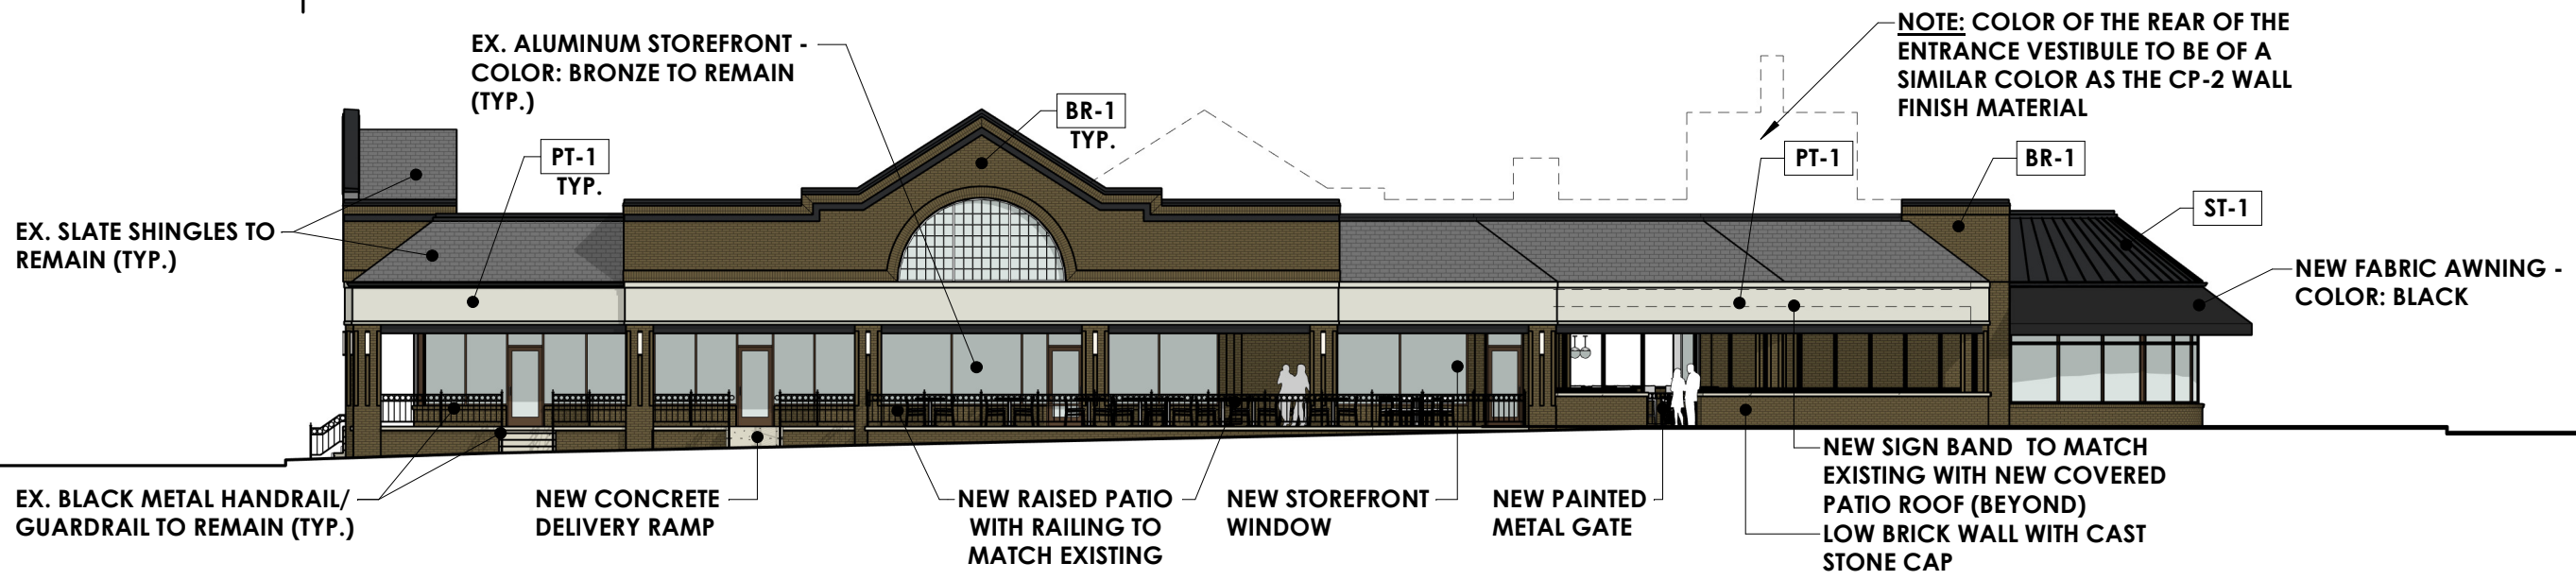 EX. ALUMINUM STOREFRONT -
COLOR: BRONZE TO REMAIN
(TYP.)
NOTE: COLOR OF THE REAR OF THE
ENTRANCE VESTIBULE TO BE OF A
SIMILAR COLOR AS THE CP-2 WALL
FINISH MATERIAL
BR-1
TYP.
PT-1
TYP.
PT-1
BR-1
ST-1
EX. SLATE SHINGLES TO
REMAIN (TYP.)
NEW FABRIC AWNING -
COLOR: BLACK
EX. BLACK METAL HANDRAIL/
GUARDRAIL TO REMAIN (TYP.)
NEW CONCRETE
DELIVERY RAMP
NEW RAISED PATIO
WITH RAILING TO
MATCH EXISTING
NEW STOREFRONT
WINDOW
NEW PAINTED
METAL GATE
NEW SIGN BAND TO MATCH
EXISTING WITH NEW COVERED
PATIO ROOF (BEYOND)
LOW BRICK WALL WITH CAST
STONE CAP